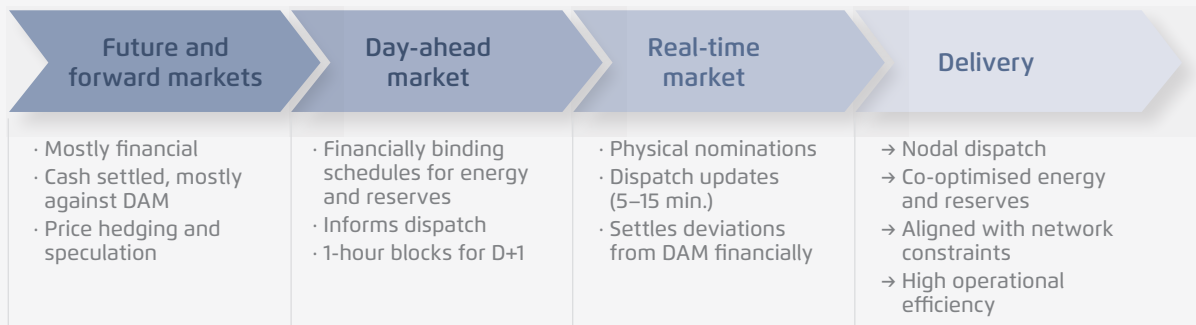 Future and
forward markets
Day-ahead
market
Real-time
market
Delivery
· Mostly financial
· Cash settled, mostly
against DAM
· Price hedging and
speculation
· Financially binding
schedules for energy
and reserves
· Informs dispatch
· 1-hour blocks for D+1
· Physical nominations
· Dispatch updates
(5–15 min.)
· Settles deviations
from DAM financially
→ Nodal dispatch
→ Co-optimised energy
and reserves
→ Aligned with network
constraints
→ High operational
efficiency